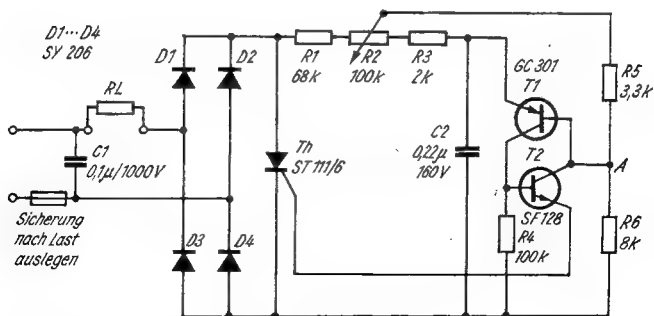 D1···D4
SY 206
D1
D2
R1
68k
R2
100k
R3
2k
GC 301
T1
R5
3,3k
RL
C1
0,1µ/1000V
Th
ST 111/6
C2
0,22µ
160V
T2
A
SF 128
R4
100k
R6
8k
Sicherung
nach Last
auslegen
D3
D4